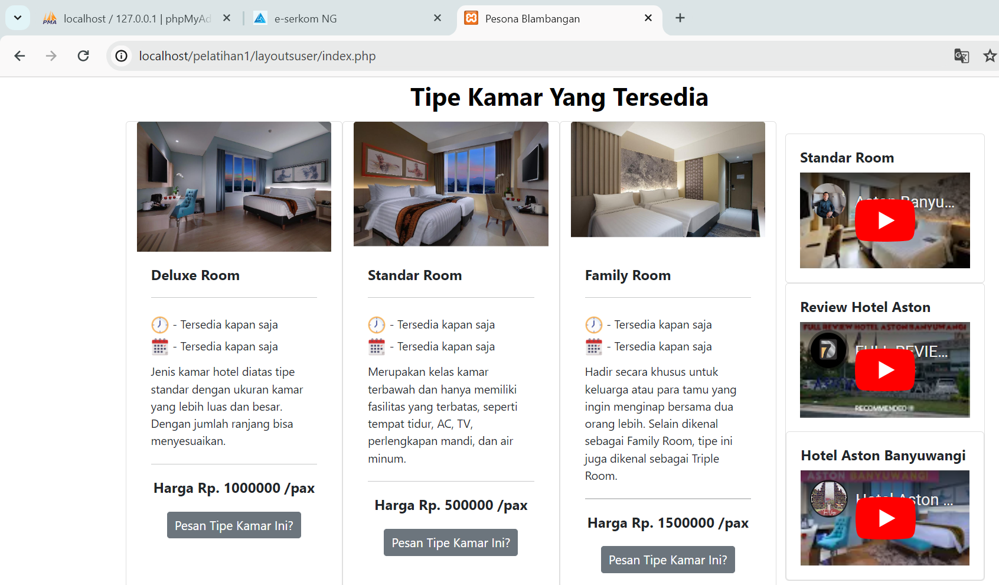 localhost / 127.0.0.1 | phpMyAd
e-serkom NG
Pesona Blambangan
localhost/pelatihan1/layoutsuser/index.php
Tipe Kamar Yang Tersedia
Deluxe Room
- Tersedia kapan saja
- Tersedia kapan saja
Jenis kamar hotel diatas tipe
standar dengan ukuran kamar
yang lebih luas dan besar.
Dengan jumlah ranjang bisa
menyesuaikan.
Harga Rp. 1000000 /pax
Pesan Tipe Kamar Ini?
Standar Room
- Tersedia kapan saja
- Tersedia kapan saja
Merupakan kelas kamar
terbawah dan hanya memiliki
fasilitas yang terbatas, seperti
tempat tidur, AC, TV,
perlengkapan mandi, dan air
minum.
Harga Rp. 500000 /pax
Pesan Tipe Kamar Ini?
Family Room
- Tersedia kapan saja
- Tersedia kapan saja
Hadir secara khusus untuk
keluarga atau para tamu yang
ingin menginap bersama dua
orang lebih. Selain dikenal
sebagai Family Room, tipe ini
juga dikenal sebagai Triple
Room.
Harga Rp. 1500000 /pax
Pesan Tipe Kamar Ini?
Standar Room
Aston Banyu...
Review Hotel Aston
FULL REVIEW HOTEL ASTON BANYUWANGI
FULL REVIE...
RECOMMENDED !!!
Hotel Aston Banyuwangi
ASTON BANYUWANGI
Hotel Aston ...